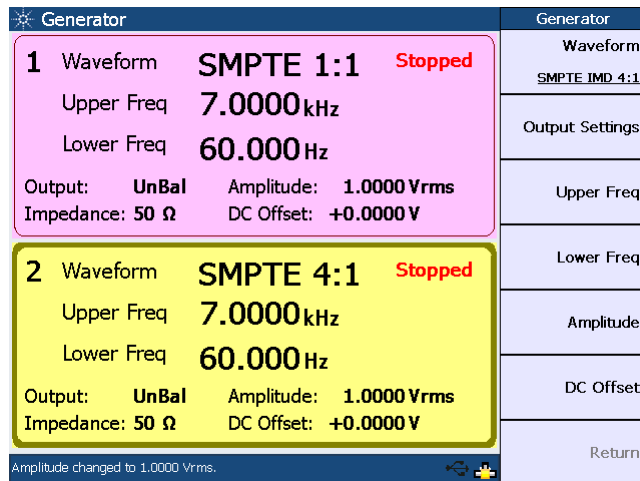 Generator
1 Waveform SMPTE 1:1 Stopped
Upper Freq 7.0000 kHz
Lower Freq 60.000 Hz
Output: UnBal Amplitude: 1.0000 Vrms
Impedance: 50 Ω DC Offset: +0.0000 V
2 Waveform SMPTE 4:1 Stopped
Upper Freq 7.0000 kHz
Lower Freq 60.000 Hz
Output: UnBal Amplitude: 1.0000 Vrms
Impedance: 50 Ω DC Offset: +0.0000 V
Amplitude changed to 1.0000 Vrms.
Generator
Waveform
SMPTE IMD 4:1
Output Settings
Upper Freq
Lower Freq
Amplitude
DC Offset
Return